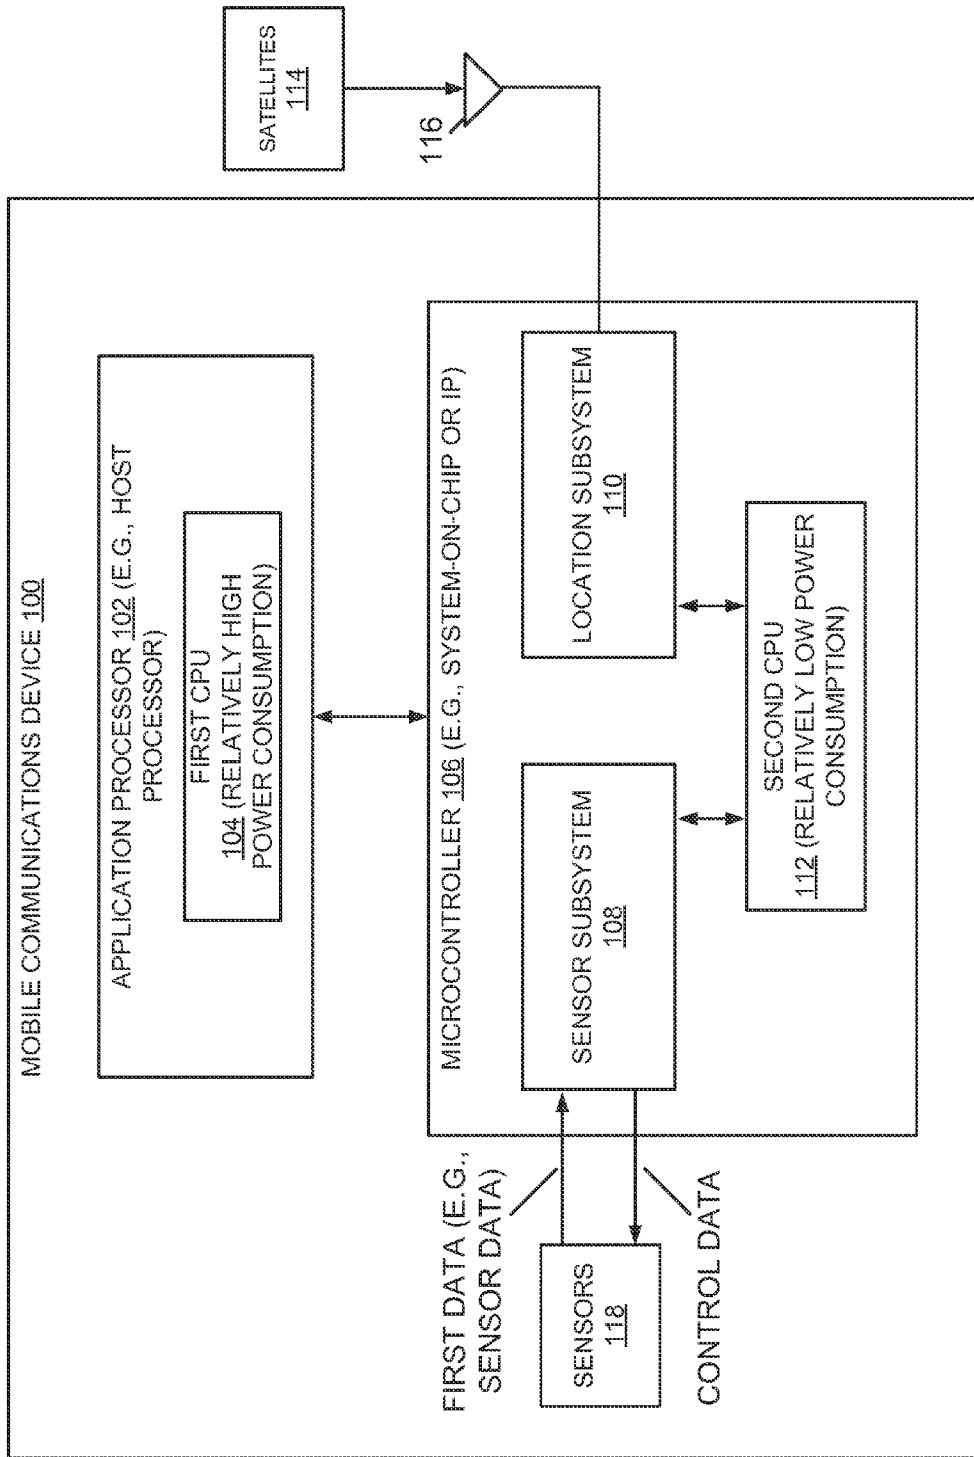 MOBILE COMMUNICATIONS DEVICE 100
APPLICATION PROCESSOR 102 (E.G., HOST
PROCESSOR)
FIRST CPU
104 (RELATIVELY HIGH
POWER CONSUMPTION)
SATELLITES
114
116
MICROCONTROLLER 106 (E.G., SYSTEM-ON-CHIP OR IP)
FIRST DATA (E.G.,
SENSOR DATA)
SENSORS
118
CONTROL DATA
SENSOR SUBSYSTEM
108
LOCATION SUBSYSTEM
110
SECOND CPU
112 (RELATIVELY LOW POWER
CONSUMPTION)